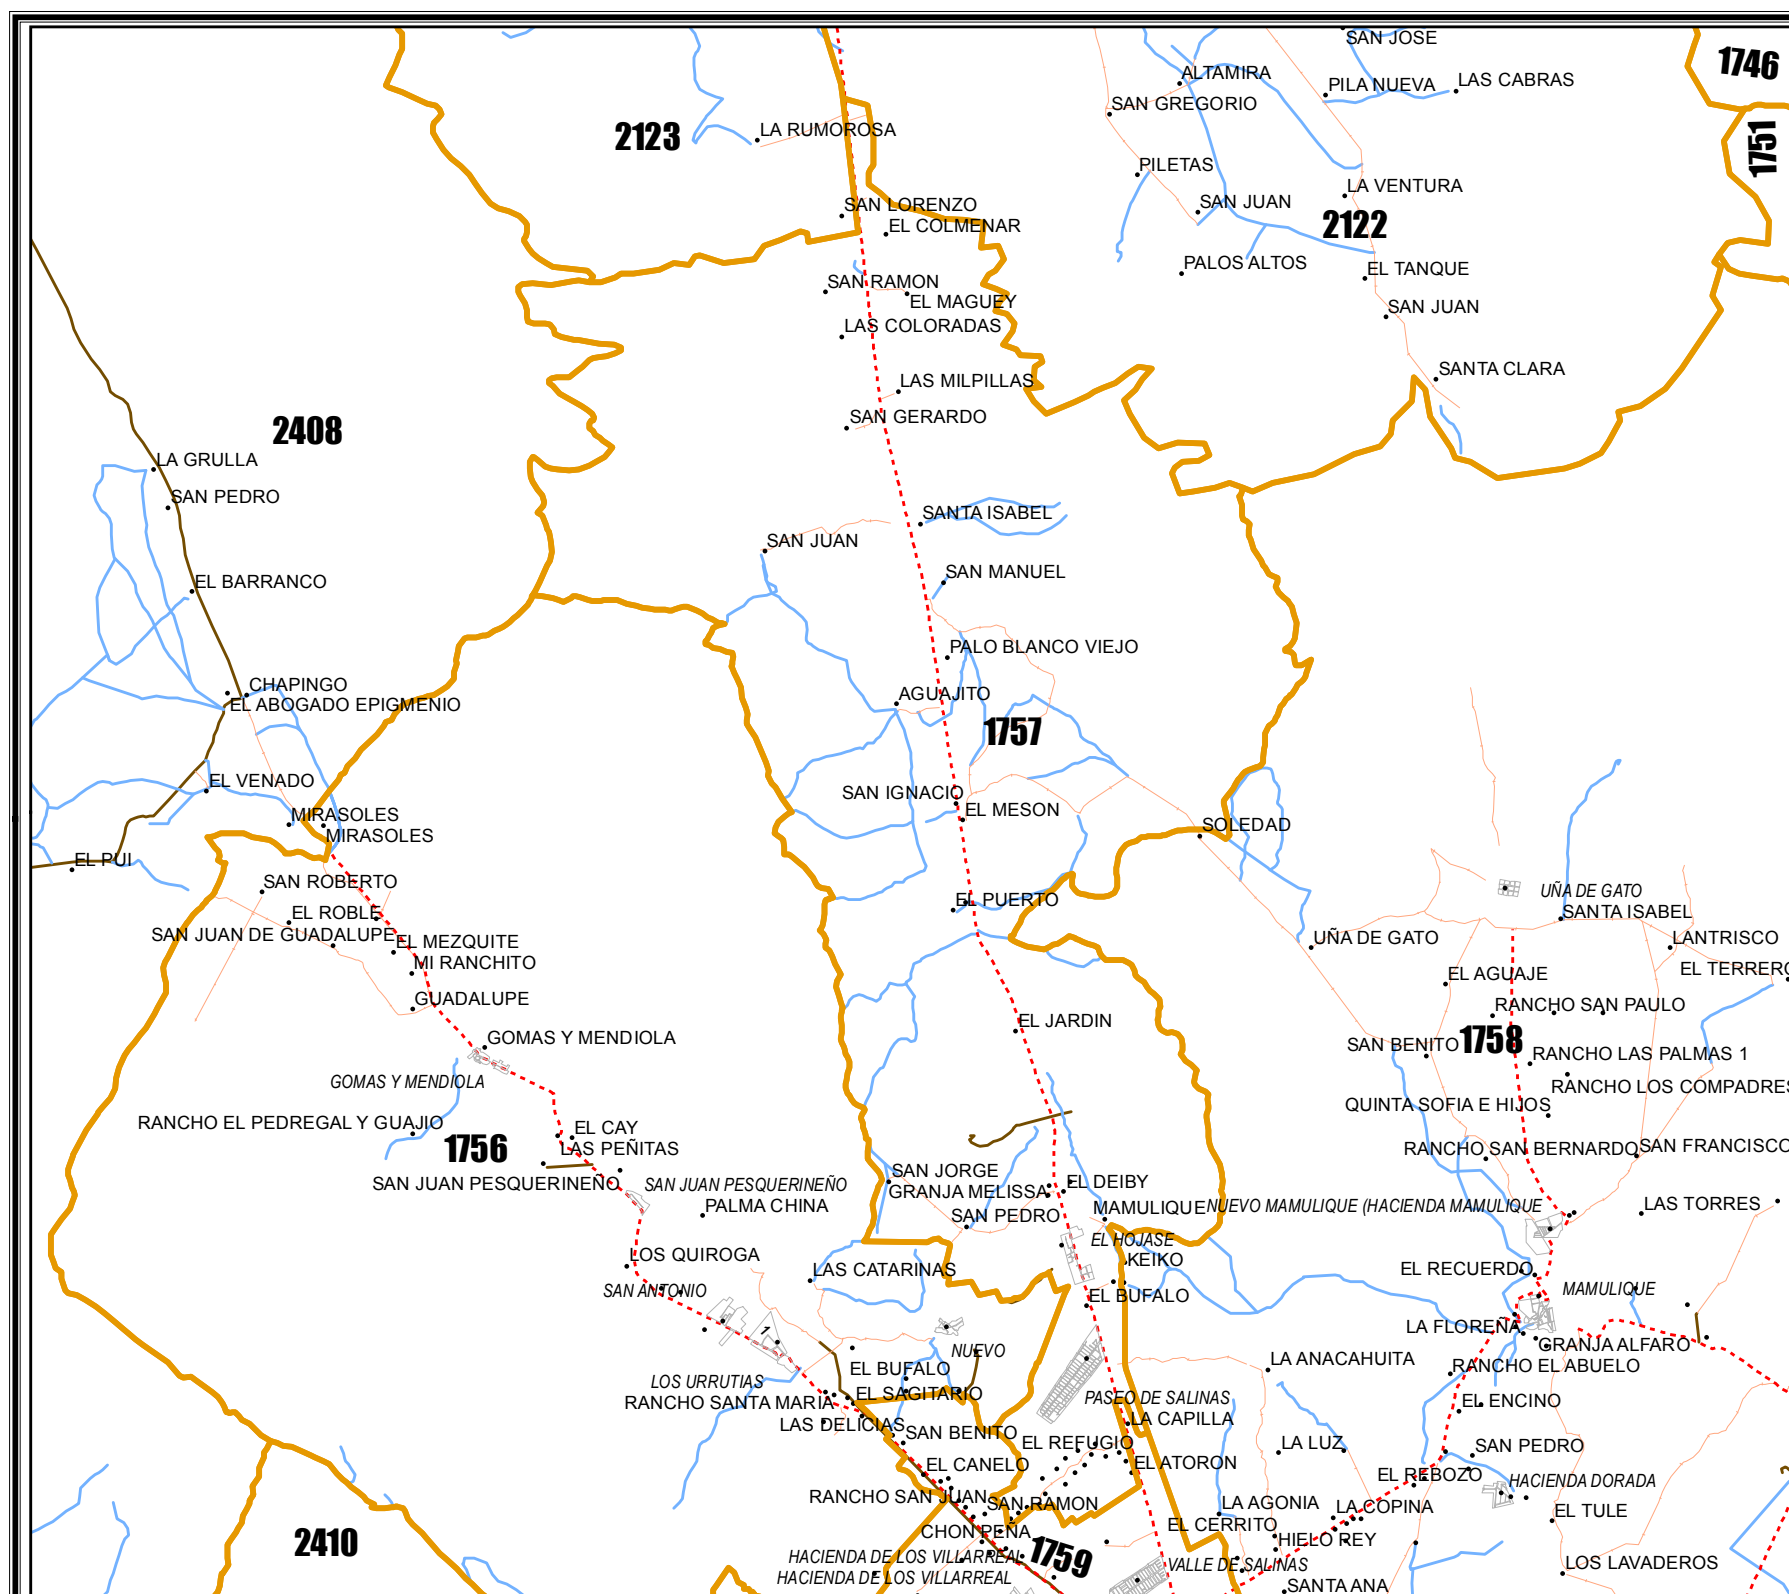 SAN JOSE
1746
ALTAMIRA
PILA NUEVA
LAS CABRAS
SAN GREGORIO
2123
LA RUMOROSA
1751
PILETAS
LA VENTURA
SAN JUAN
SAN LORENZO
EL COLMENAR
2122
PALOS ALTOS
EL TANQUE
SAN RAMON
EL MAGUEY
SAN JUAN
LAS COLORADAS
SANTA CLARA
LAS MILPILLAS
SAN GERARDO
2408
LA GRULLA
SAN PEDRO
SANTA ISABEL
SAN JUAN
SAN MANUEL
EL BARRANCO
PALO BLANCO VIEJO
CHAPINGO
EL ABOGADO EPIGMENIO
AGUAJITO
1757
EL VENADO
SAN IGNACIO
EL MESON
MIRASOLES
MIRASOLES
SOLEDAD
EL PUI
SAN ROBERTO
UÑA DE GATO
EL PUERTO
EL ROBLE
SANTA ISABEL
SAN JUAN DE GUADALUPE
EL MEZQUITE
UÑA DE GATO
LANTRISCO
MI RANCHITO
EL TERRERO
EL AGUAJE
GUADALUPE
RANCHO SAN PAULO
EL JARDIN
GOMAS Y MENDIOLA
SAN BENITO
1758
RANCHO LAS PALMAS 1
GOMAS Y MENDIOLA
RANCHO LOS COMPADRES
QUINTA SOFIA E HIJOS
RANCHO EL PEDREGAL Y GUAJIO
EL CAY
1756
LAS PEÑITAS
RANCHO SAN BERNARDO
SAN FRANCISCO
SAN JUAN PESQUERINEÑO
SAN JUAN PESQUERINEÑO
SAN JORGE
GRANJA MELISSA
EL DEIBY
PALMA CHINA
SAN PEDRO
MAMULIQUE
NUEVO MAMULIQUE (HACIENDA MAMULIQUE
LAS TORRES
EL HOJASE
LOS QUIROGA
KEIKO
LAS CATARINAS
EL RECUERDO
SAN ANTONIO
EL BUFALO
MAMULIQUE
1
LA FLOREÑA
GRANJA ALFARO
NUEVO
EL BUFALO
LA ANACAHUITA
RANCHO EL ABUELO
LOS URRUTIAS
EL SAGITARIO
RANCHO SANTA MARIA
PASEO DE SALINAS
EL ENCINO
LAS DELICIAS
LA CAPILLA
SAN BENITO
EL REFUGIO
LA LUZ
SAN PEDRO
EL CANELO
EL ATORON
EL REBOZO
HACIENDA DORADA
RANCHO SAN JUAN
SAN RAMON
LA AGONIA
LA COPINA
EL TULE
EL CERRITO
CHON PEÑA
HIELO REY
2410
1759
HACIENDA DE LOS VILLARREAL
VALLE DE SALINAS
LOS LAVADEROS
HACIENDA DE LOS VILLARREAL
SANTA ANA